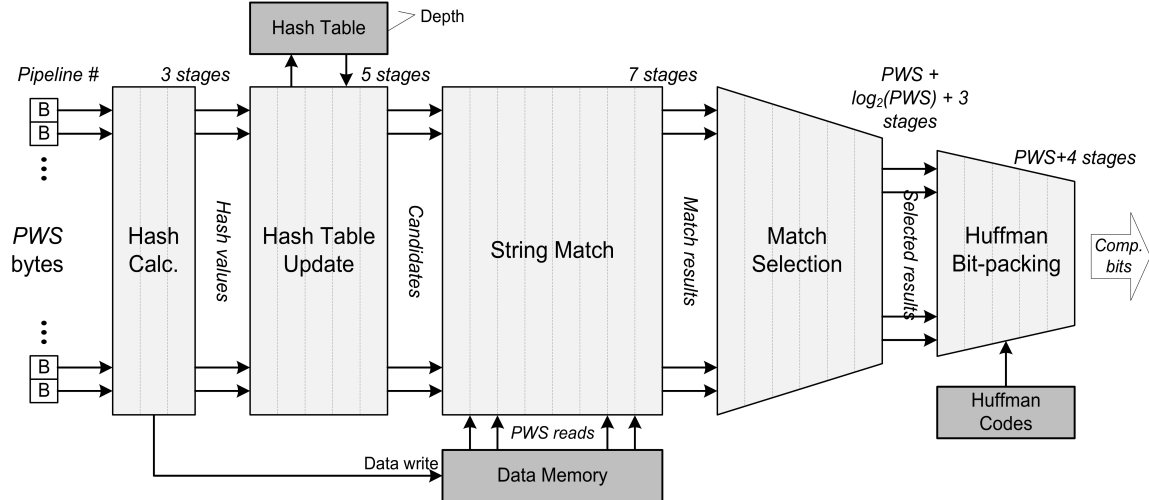 Hash Table
Depth
Pipeline #
3 stages
5 stages
7 stages
PWS +
log₂(PWS) + 3
stages
PWS+4 stages
B
B
...
PWS
bytes
...
B
B
Hash
Calc.
Hash values
Hash Table
Update
Candidates
String Match
Match results
Match
Selection
Selected results
Huffman
Bit-packing
Comp.
bits
PWS reads
Data write
Data Memory
Huffman
Codes